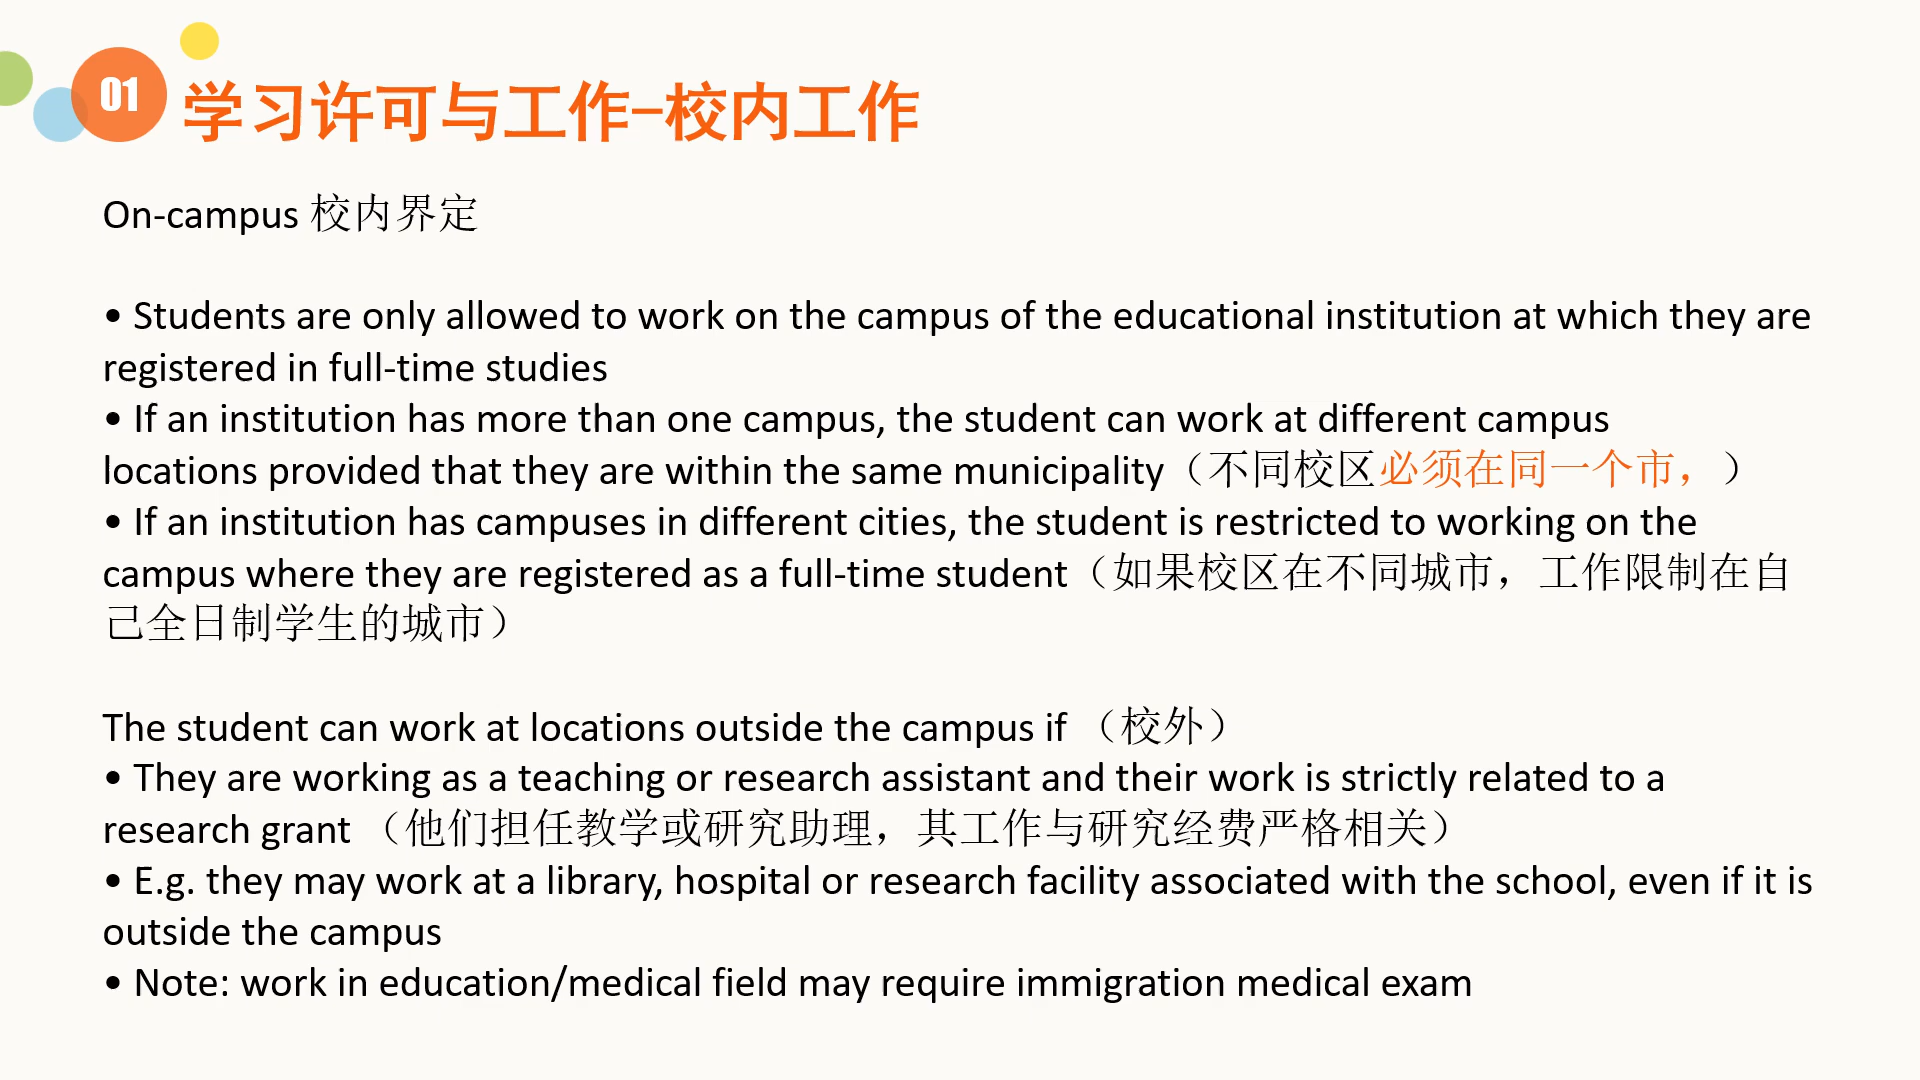 01
学习许可与工作–校内工作
On-campus 校内界定
• Students are only allowed to work on the campus of the educational institution at which they are
registered in full-time studies
• If an institution has more than one campus, the student can work at different campus
locations provided that they are within the same municipality（不同校区必须在同一个市，）
• If an institution has campuses in different cities, the student is restricted to working on the
campus where they are registered as a full-time student（如果校区在不同城市，工作限制在自
己全日制学生的城市）
The student can work at locations outside the campus if （校外）
• They are working as a teaching or research assistant and their work is strictly related to a
research grant （他们担任教学或研究助理，其工作与研究经费严格相关）
• E.g. they may work at a library, hospital or research facility associated with the school, even if it is
outside the campus
• Note: work in education/medical field may require immigration medical exam